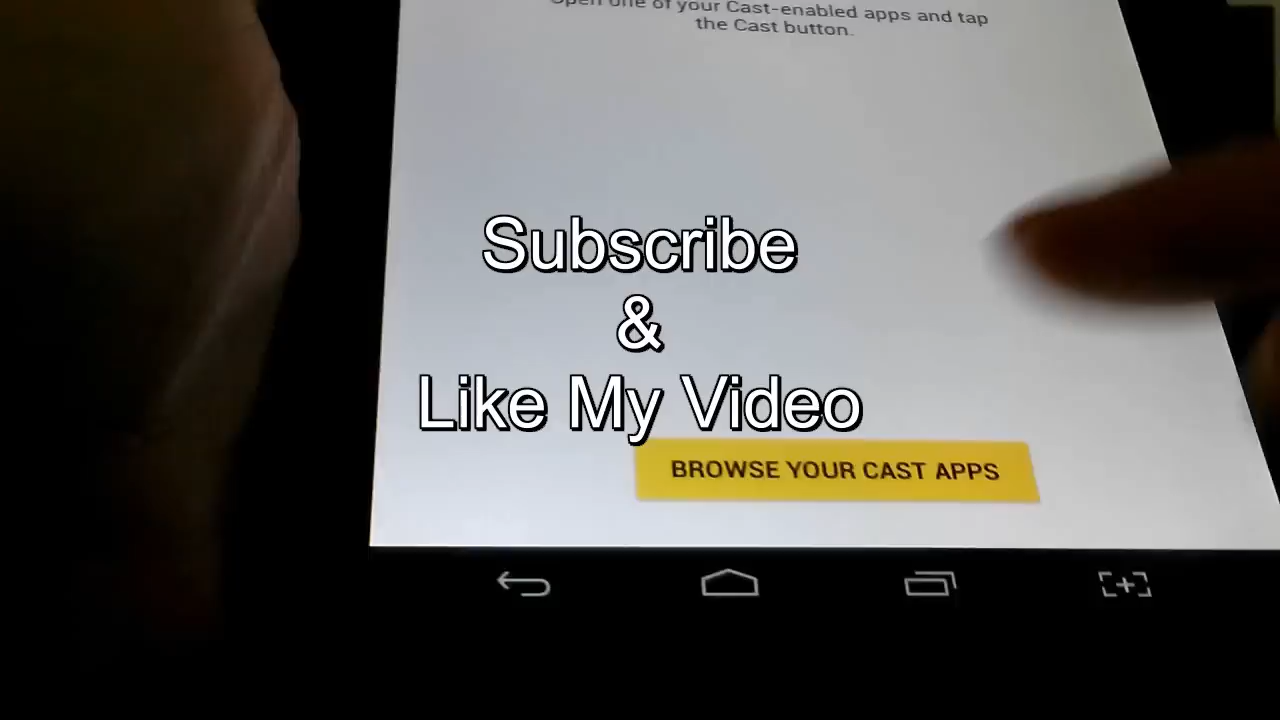 Open one of your Cast-enabled apps and tap
the Cast button.
Subscribe
&
Like My Video
BROWSE YOUR CAST APPS